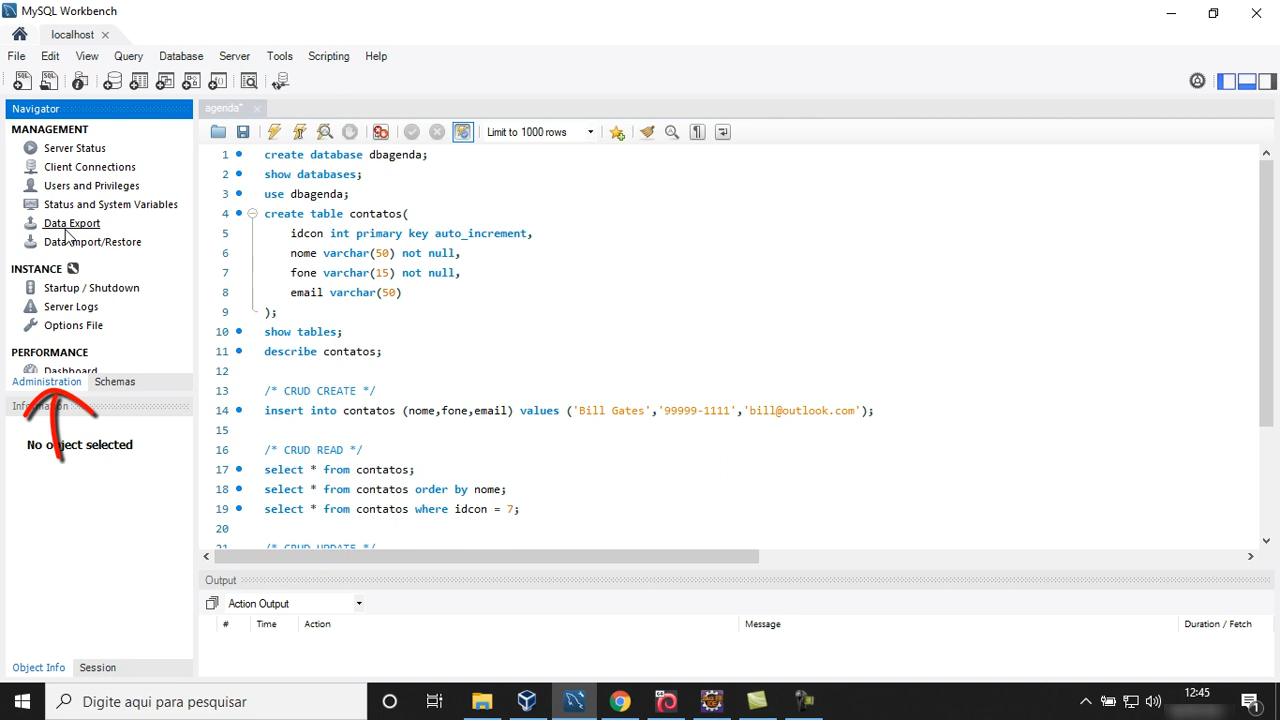 MySQL Workbench
localhost
File Edit View Query Database Server Tools Scripting Help
Navigator
MANAGEMENT
Server Status
Client Connections
Users and Privileges
Status and System Variables
Data Export
Data Import/Restore
INSTANCE
Startup / Shutdown
Server Logs
Options File
PERFORMANCE
Dashboard
Administration Schemas
No object selected
Object Info Session
agenda*
Limit to 1000 rows
1 create database dbagenda;
2 show databases;
3 use dbagenda;
4 create table contatos(
5 idcon int primary key auto_increment,
6 nome varchar(50) not null,
7 fone varchar(15) not null,
8 email varchar(50)
9 );
10 show tables;
11 describe contatos;
12
13 /* CRUD CREATE */
14 insert into contatos (nome,fone,email) values ('Bill Gates','99999-1111','bill@outlook.com');
15
16 /* CRUD READ */
17 select * from contatos;
18 select * from contatos order by nome;
19 select * from contatos where idcon = 7;
20
21 /* CRUD UPDATE */
Output
Action Output
# Time Action Message Duration / Fetch
Digite aqui para pesquisar
12:45
1